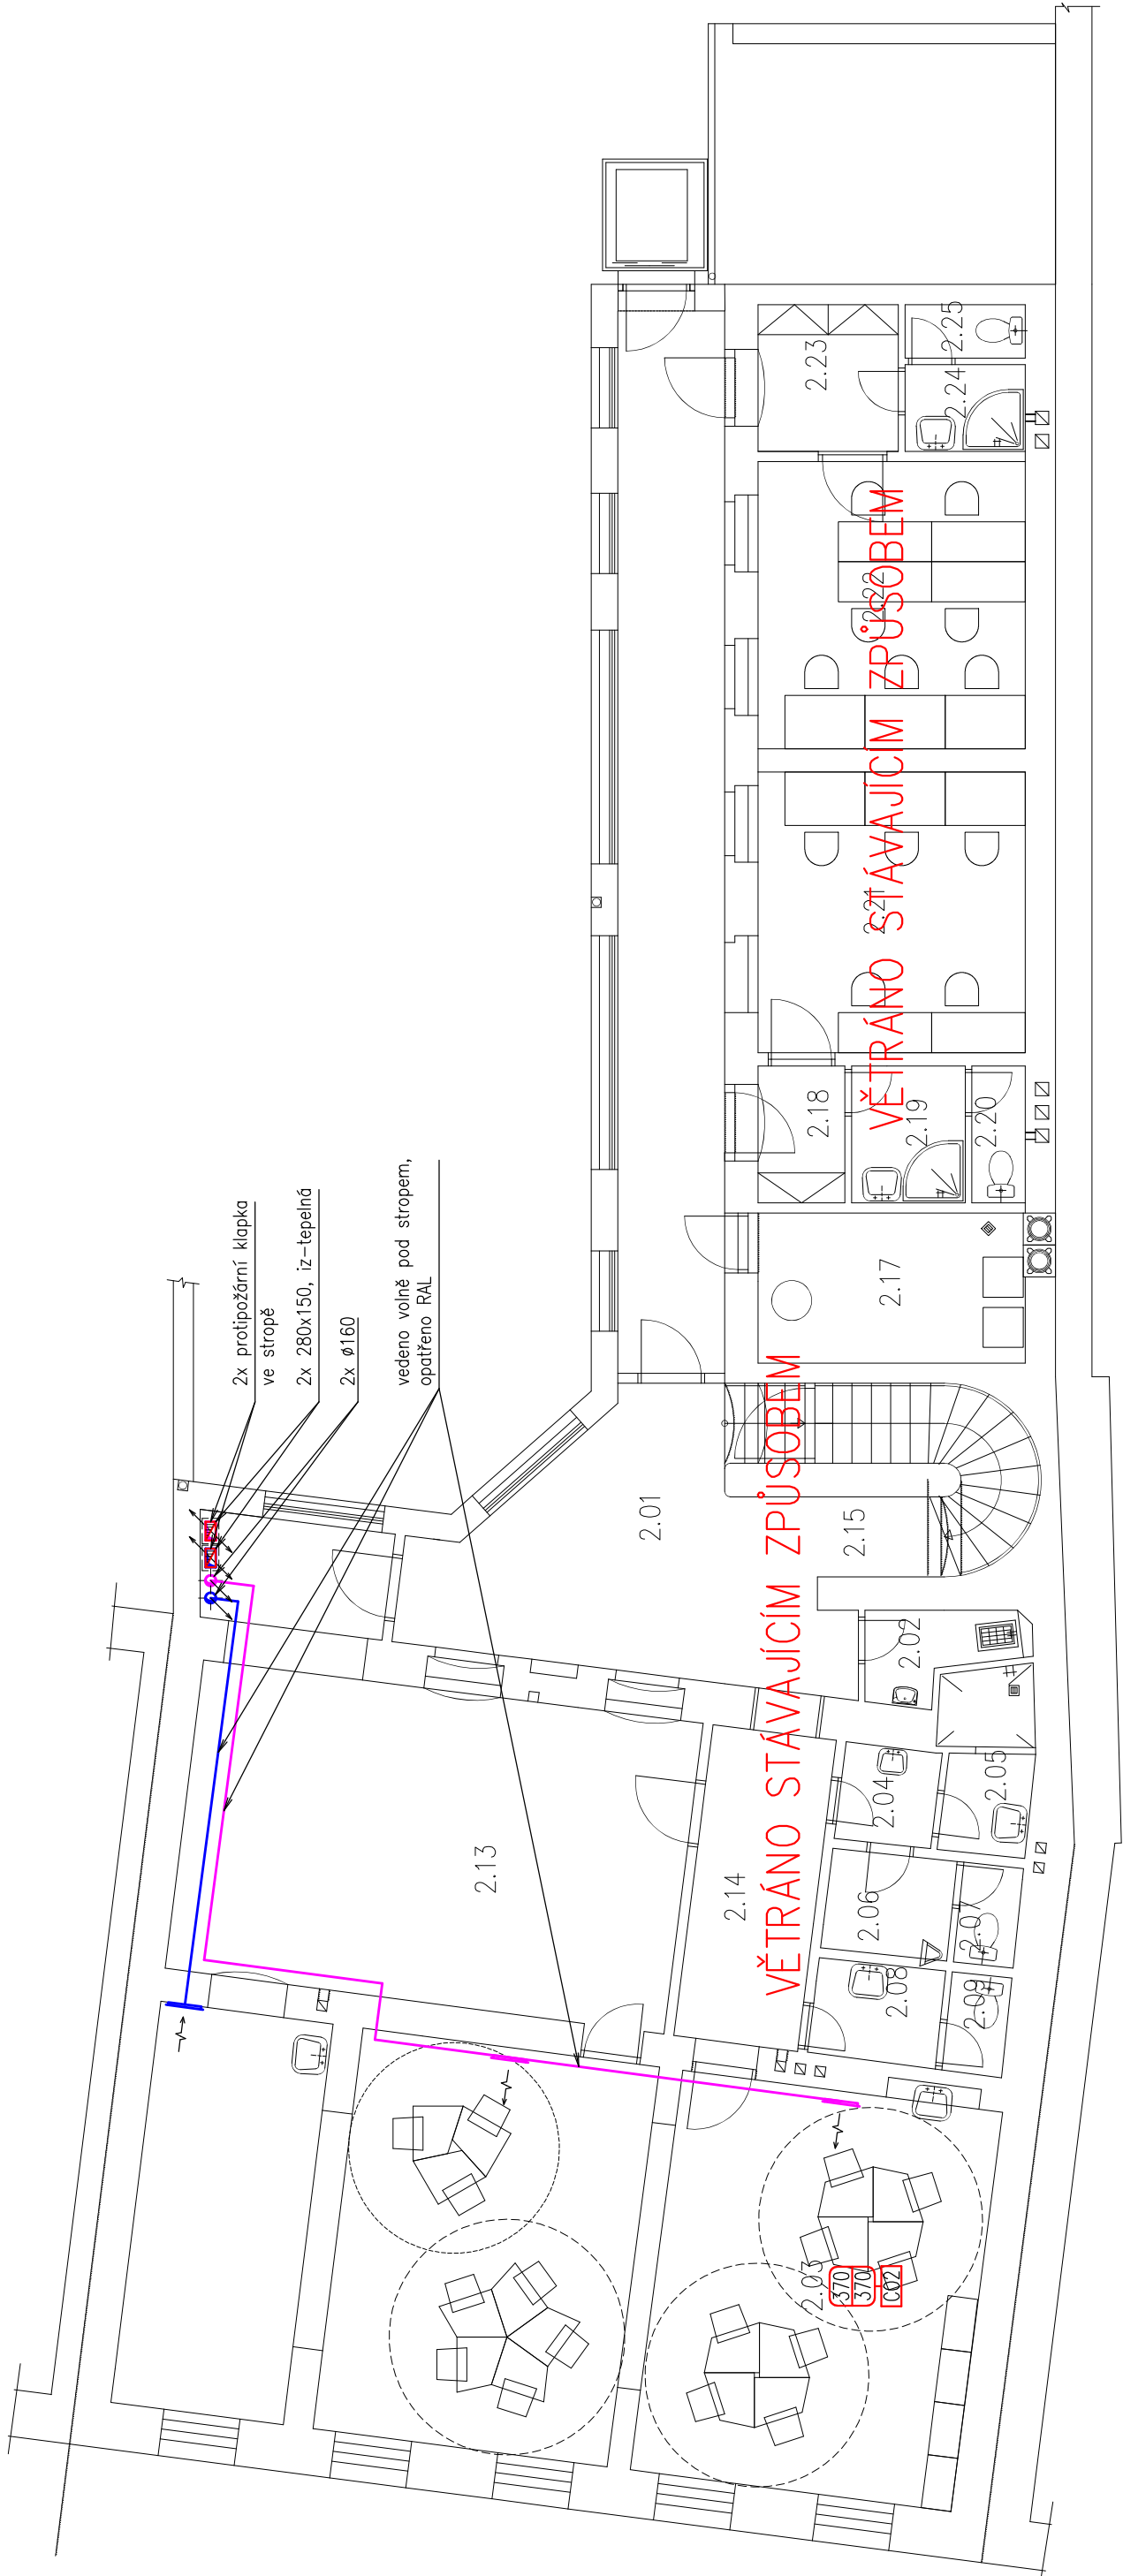 2x protipožární klapka
ve stropě
2x 280x150, iz-tepelná
2x ø160
vedeno volně pod stropem,
opatřeno RAL
VĚTRÁNO STÁVAJÍCÍM ZPŮSOBEM
VĚTRÁNO STÁVAJÍCÍM ZPŮSOBEM
2.23
2.25
2.24
2.22
2.21
2.18
2.19
2.20
2.17
2.01
2.15
2.02
2.13
2.14
2.04
2.05
2.06
2.07
2.08
2.09
2.03
370
370
CO2